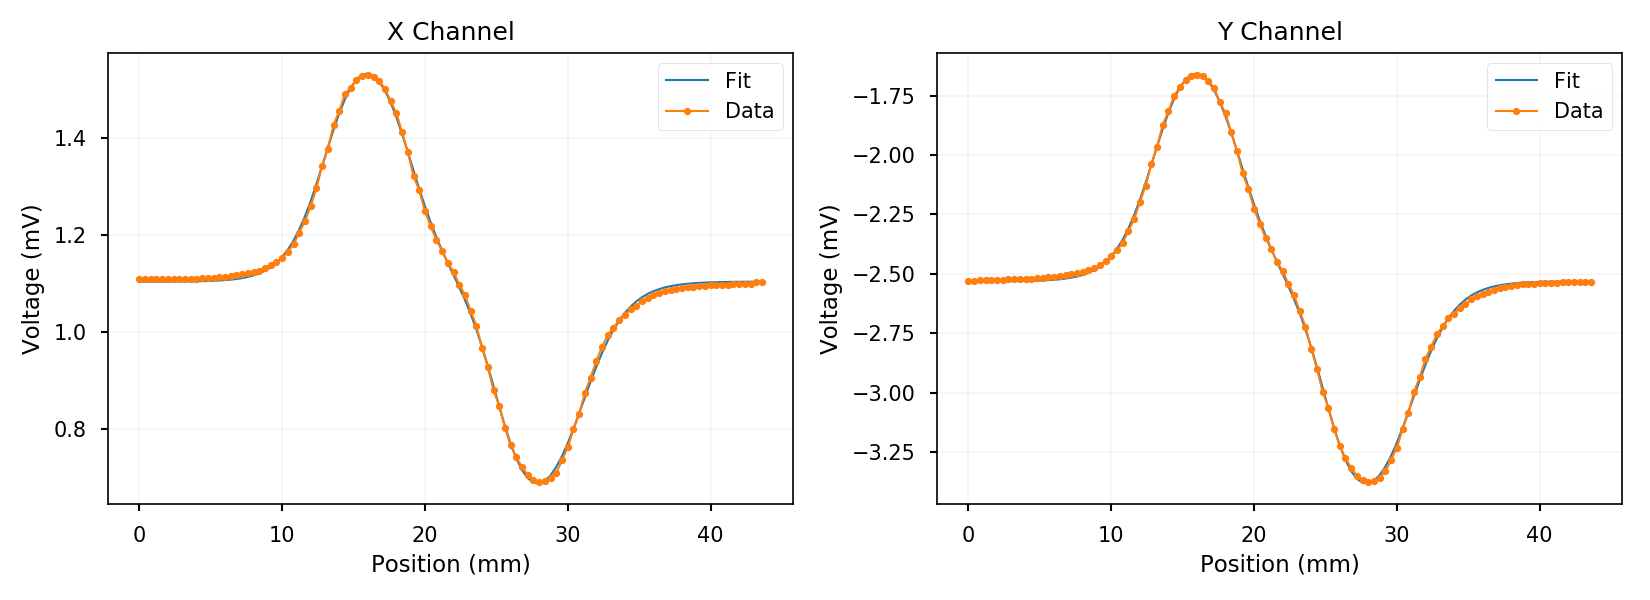 X Channel
Voltage (mV)
1.4
1.2
1.0
0.8
0 10 20 30 40
Position (mm)
Fit
Data
Y Channel
Voltage (mV)
−1.75
−2.00
−2.25
−2.50
−2.75
−3.00
−3.25
0 10 20 30 40
Position (mm)
Fit
Data